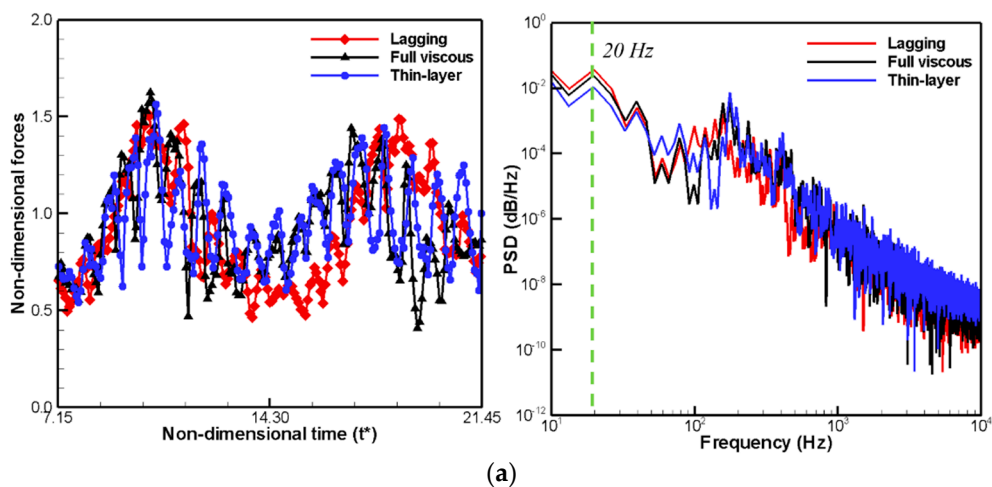 2.0
1.5
1.0
0.5
0.0
Non-dimensional forces
Lagging
Full viscous
Thin-layer
7.15
14.30
21.45
Non-dimensional time (t*)
10⁰
10⁻²
10⁻⁴
10⁻⁶
10⁻⁸
10⁻¹⁰
10⁻¹²
PSD (dB/Hz)
20 Hz
Lagging
Full viscous
Thin-layer
10¹
10²
10³
10⁴
Frequency (Hz)
(a)